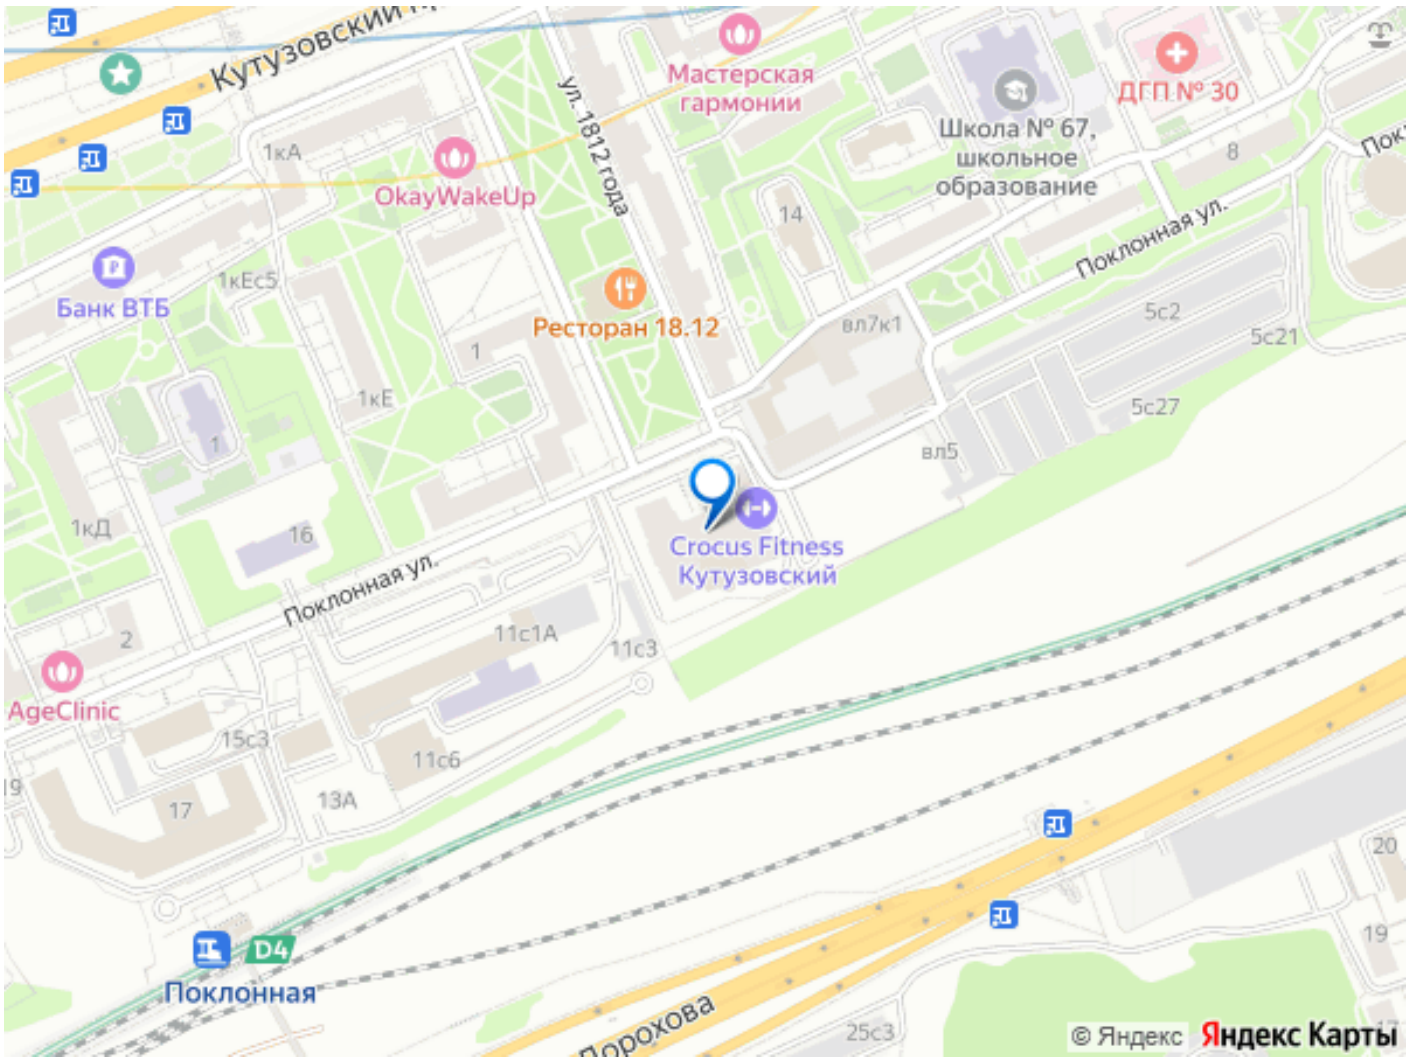 Кутузовский
ул. 1812 года
Мастерская
гармонии
ДГП № 30
Школа № 67,
школьное
образование
8
1кА
OkayWakeUp
14
Поклонная ул.
Банк ВТБ
1кЕс5
Ресторан 18.12
вл7к1
5с2
5с21
1
1кЕ
5с27
1
вл5
1кД
16
Crocus Fitness
Кутузовский
Поклонная ул.
2
11с1А
11с3
AgeClinic
15с3
11с6
19
17
13А
20
D4
Поклонная
19
25с3
17
© Яндекс
Яндекс Карты